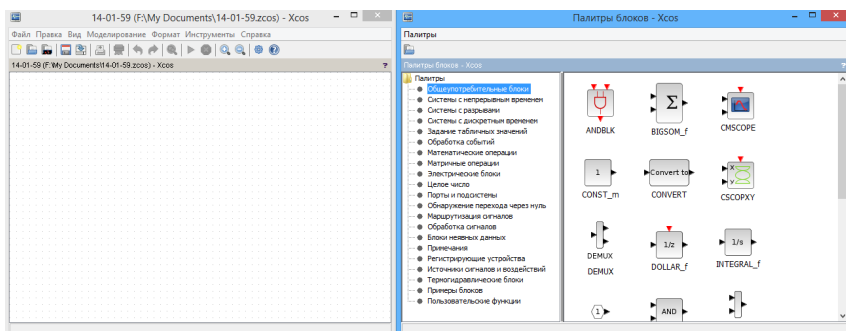 14-01-59 (F:\My Documents\14-01-59.zcos) - Xcos
Файл Правка Вид Моделирование Формат Инструменты Справка
14-01-59 (F:\My Documents\14-01-59.zcos) - Xcos
?
Палитры блоков - Xcos
Палитры
Палитры блоков - Xcos
?
Палитры
Общеупотребительные блоки
Системы с непрерывным временем
Системы с разрывами
Системы с дискретным временем
Задание табличных значений
Обработка событий
Математические операции
Матричные операции
Электрические блоки
Целое число
Порты и подсистемы
Обнаружение перехода через нуль
Маршрутизация сигналов
Обработка сигналов
Блоки неявных данных
Примечания
Регистрирующие устройства
Источники сигналов и воздействий
Термогидравлические блоки
Примеры блоков
Пользовательские функции
ANDBLK
Σ
BIGSOM_f
CMSCOPE
1
CONST_m
Convert to
CONVERT
X
Y
CSCOPXY
DEMUX
DEMUX
1/z
DOLLAR_f
1/s
INTEGRAL_f
1
AND